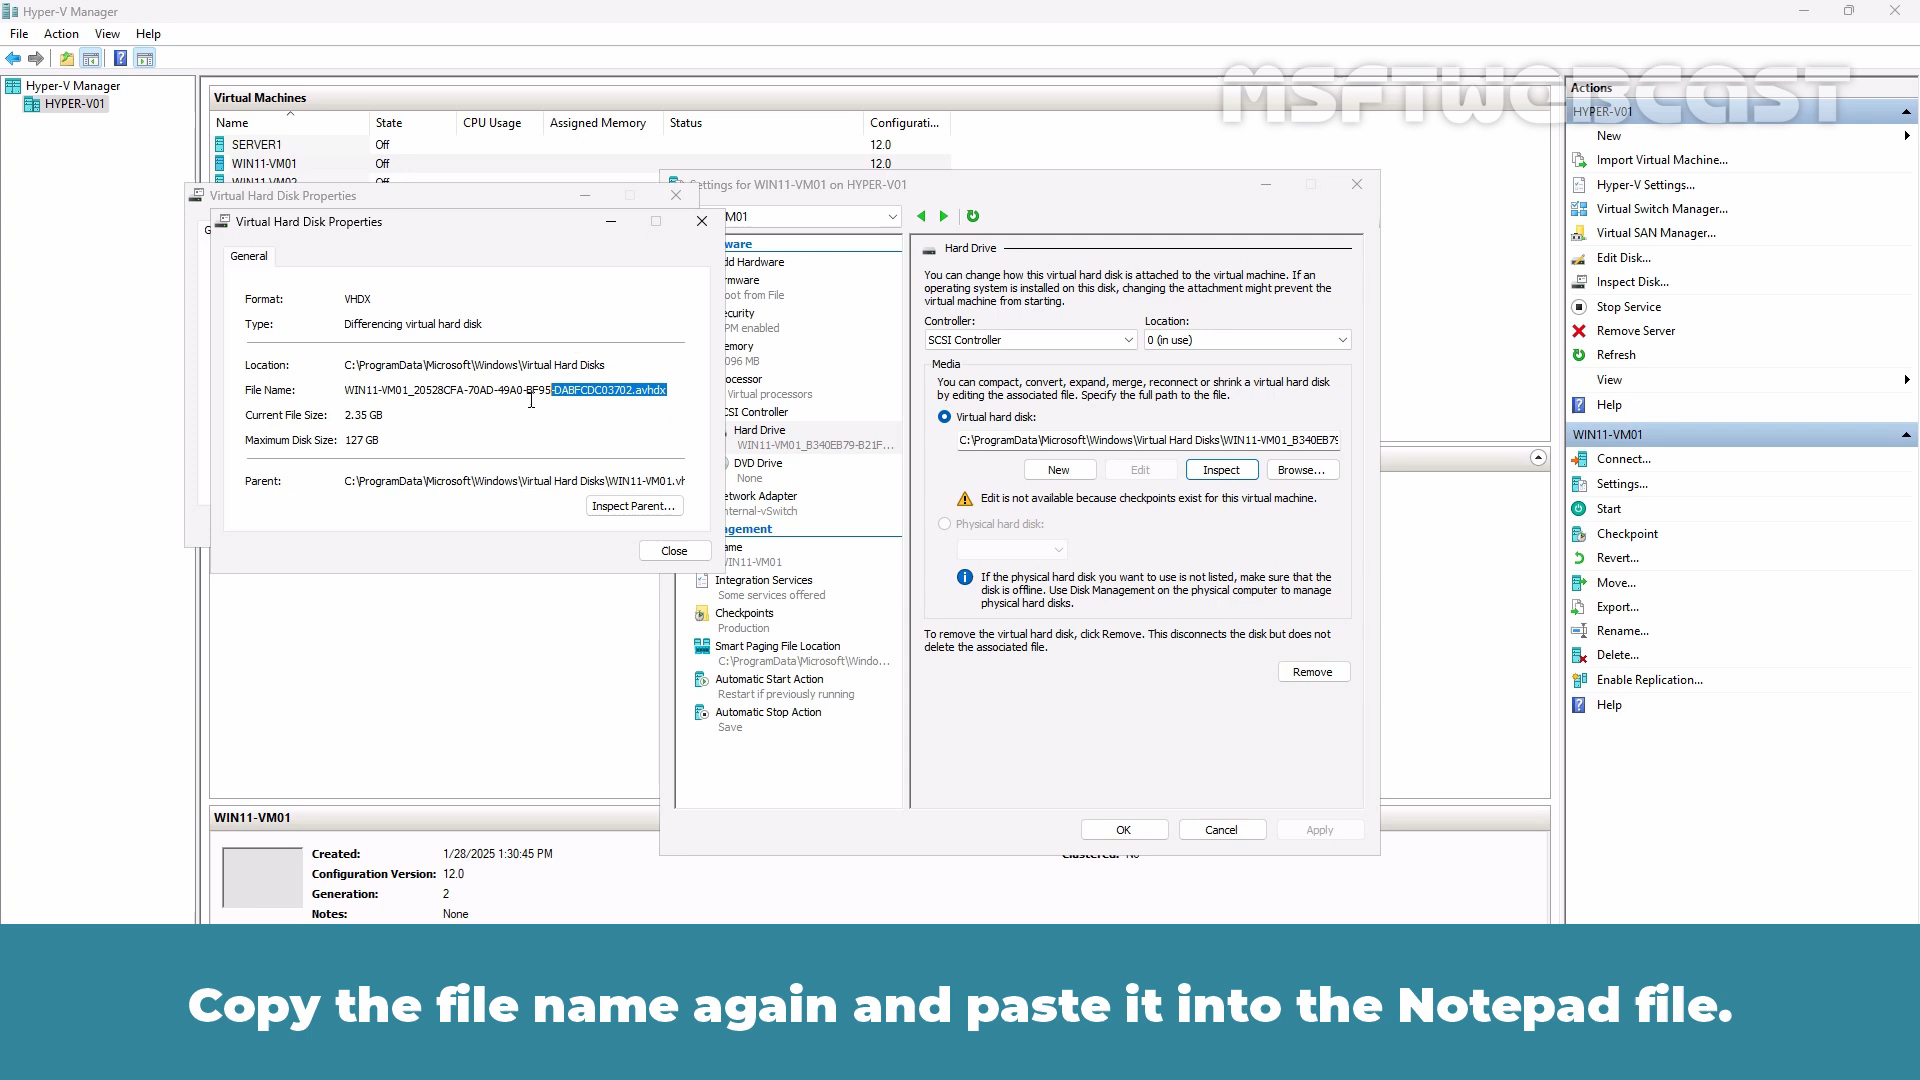 Hyper-V Manager
File Action View Help
Hyper-V Manager
HYPER-V01
MSFTWEBCAST
Virtual Machines
Name State CPU Usage Assigned Memory Status Configurati...
SERVER1 Off 12.0
WIN11-VM01 Off 12.0
Virtual Hard Disk Properties
Virtual Hard Disk Properties
General
Format: VHDX
Type: Differencing virtual hard disk
Location: C:\ProgramData\Microsoft\Windows\Virtual Hard Disks
File Name: WIN11-VM01_20528CFA-70AD-49A0-BF95-DABFCDC03702.avhdx
Current File Size: 2.35 GB
Maximum Disk Size: 127 GB
Parent: C:\ProgramData\Microsoft\Windows\Virtual Hard Disks\WIN11-VM01.vh
Inspect Parent...
Close
Settings for WIN11-VM01 on HYPER-V01
M01
ware
dd Hardware
rmware
oot from File
ecurity
PM enabled
emory
096 MB
ocessor
Virtual processors
CSI Controller
Hard Drive
WIN11-VM01_B340EB79-B21F...
DVD Drive
None
etwork Adapter
nternal-vSwitch
agement
ame
WIN11-VM01
Integration Services
Some services offered
Checkpoints
Production
Smart Paging File Location
C:\ProgramData\Microsoft\Windo...
Automatic Start Action
Restart if previously running
Automatic Stop Action
Save
Hard Drive
You can change how this virtual hard disk is attached to the virtual machine. If an
operating system is installed on this disk, changing the attachment might prevent the
virtual machine from starting.
Controller: Location:
SCSI Controller 0 (in use)
Media
You can compact, convert, expand, merge, reconnect or shrink a virtual hard disk
by editing the associated file. Specify the full path to the file.
Virtual hard disk:
C:\ProgramData\Microsoft\Windows\Virtual Hard Disks\WIN11-VM01_B340EB79
New Edit Inspect Browse...
Edit is not available because checkpoints exist for this virtual machine.
Physical hard disk:
If the physical hard disk you want to use is not listed, make sure that the
disk is offline. Use Disk Management on the physical computer to manage
physical hard disks.
To remove the virtual hard disk, click Remove. This disconnects the disk but does not
delete the associated file.
Remove
OK Cancel Apply
WIN11-VM01
Created: 1/28/2025 1:30:45 PM
Configuration Version: 12.0
Generation: 2
Notes: None
Clustered: No
Actions
HYPER-V01
New
Import Virtual Machine...
Hyper-V Settings...
Virtual Switch Manager...
Virtual SAN Manager...
Edit Disk...
Inspect Disk...
Stop Service
Remove Server
Refresh
View
Help
WIN11-VM01
Connect...
Settings...
Start
Checkpoint
Revert...
Move...
Export...
Rename...
Delete...
Enable Replication...
Help
Copy the file name again and paste it into the Notepad file.